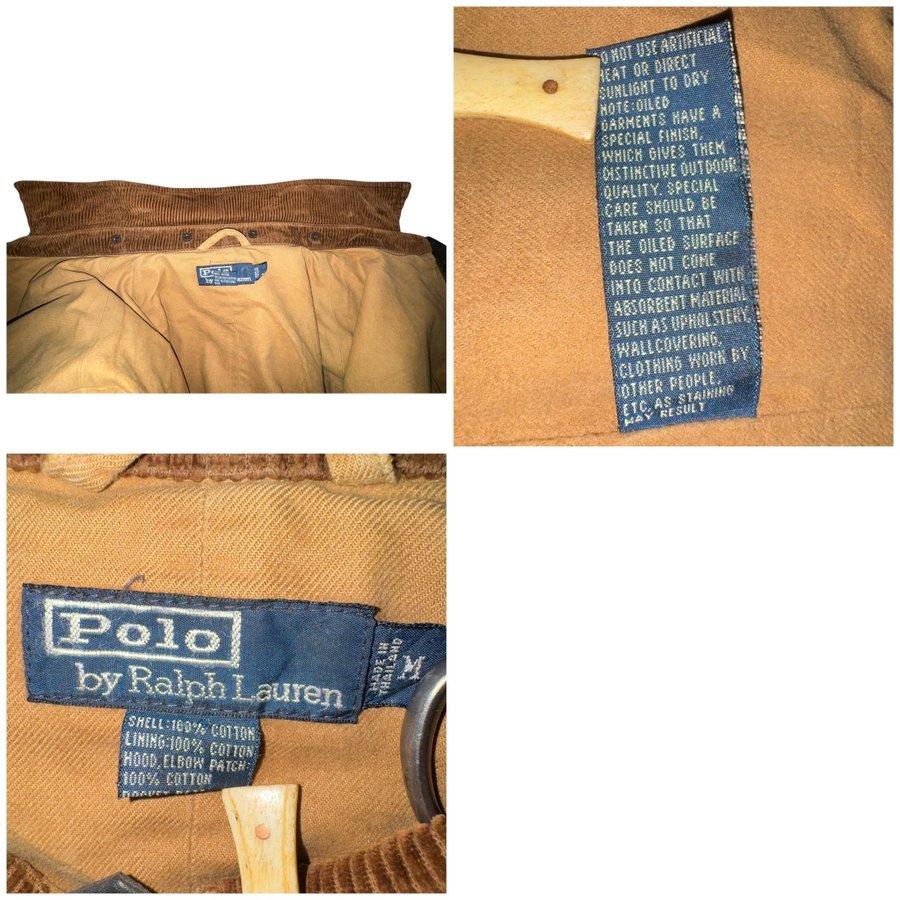 Polo
DO NOT USE ARTIFICIAL
HEAT OR DIRECT
SUNLIGHT TO DRY
NOTE: OILED
GARMENTS HAVE A
SPECIAL FINISH,
WHICH GIVES THEM
DISTINCTIVE OUTDOOR
QUALITY. SPECIAL
CARE SHOULD BE
TAKEN SO THAT
THE OILED SURFACE
DOES NOT COME
INTO CONTACT WITH
ABSORBENT MATERIAL
SUCH AS UPHOLSTERY,
WALLCOVERING,
CLOTHING WORN BY
OTHER PEOPLE,
ETC, AS STAINING
MAY RESULT
Polo
by Ralph Lauren
MADE IN
THAILAND
M
SHELL:100% COTTON
LINING:100% COTTON
HOOD, ELBOW PATCH:
100% COTTON